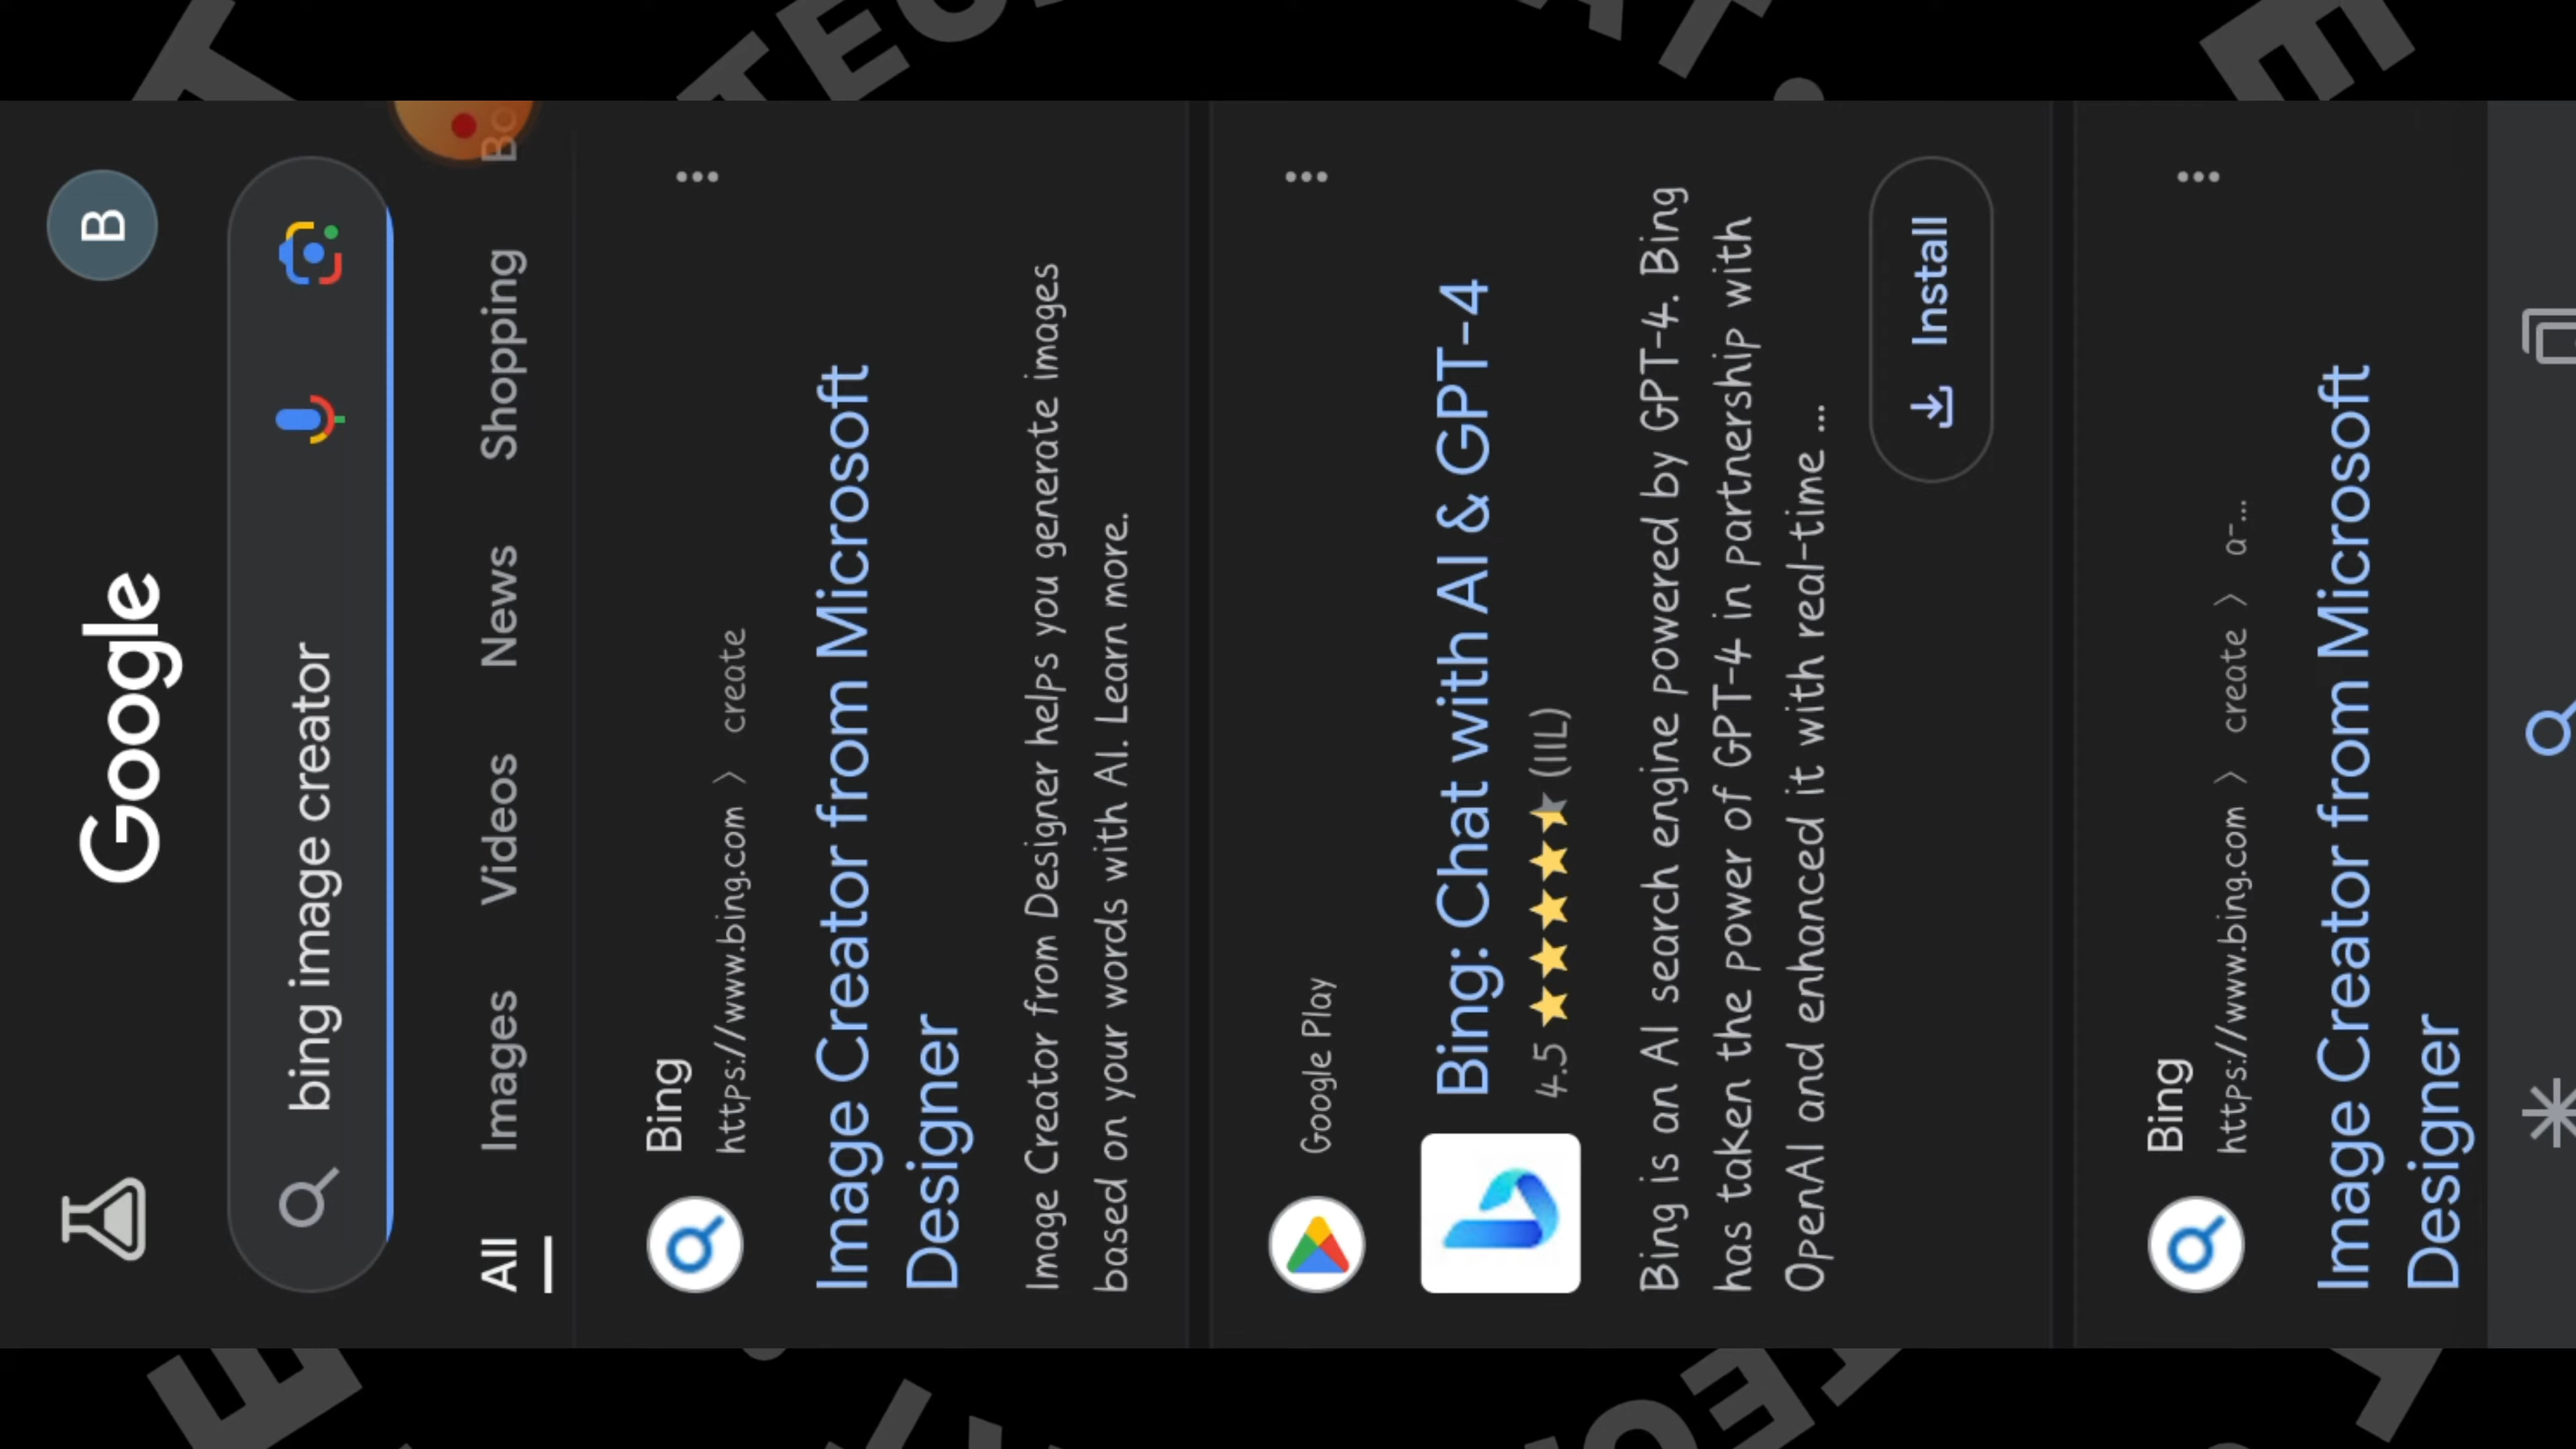 Google
B
bing image creator
All Images Videos News Shopping Bo
Bing
https://www.bing.com 〉 create
Image Creator from Microsoft
Designer
Image Creator from Designer helps you generate images
based on your words with AI. Learn more.
Google Play
Bing: Chat with AI & GPT-4
4.5
Bing is an AI search engine powered by GPT-4. Bing
has taken the power of GPT-4 in partnership with
OpenAI and enhanced it with real-time ...
Install
Bing
https://www.bing.com 〉 create 〉 a-...
Image Creator from Microsoft
Designer